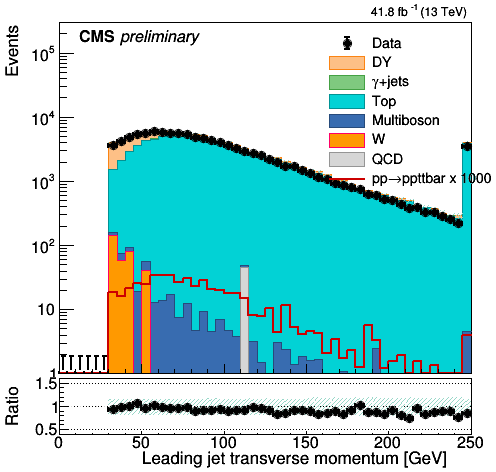 41.8 fb⁻¹ (13 TeV)
CMS preliminary
Events
10⁵
10⁴
10³
10²
10
1
Data
DY
γ+jets
Top
Multiboson
W
QCD
pp→ppttbar x 1000
Ratio
1.5
1
0.5
0 50 100 150 200 250
Leading jet transverse momentum [GeV]